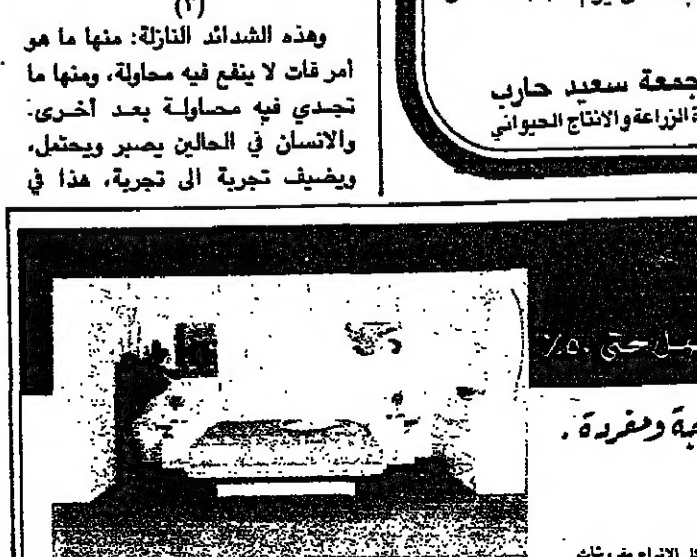 (٢)
وهذه الشدائد النازلة: منها ما هو
أمر فات لا ينفع فيه محاولة، ومنها ما
تجدي فيه محاولة بعد أخرى.
والانسان في الحالين يصبر ويحتمل،
ويضيف تجربة الى تجربة، هذا في
جمعة سعيد حارب
الزراعة والانتاج الحيواني
حتى ٥٠٪
ومفردة.